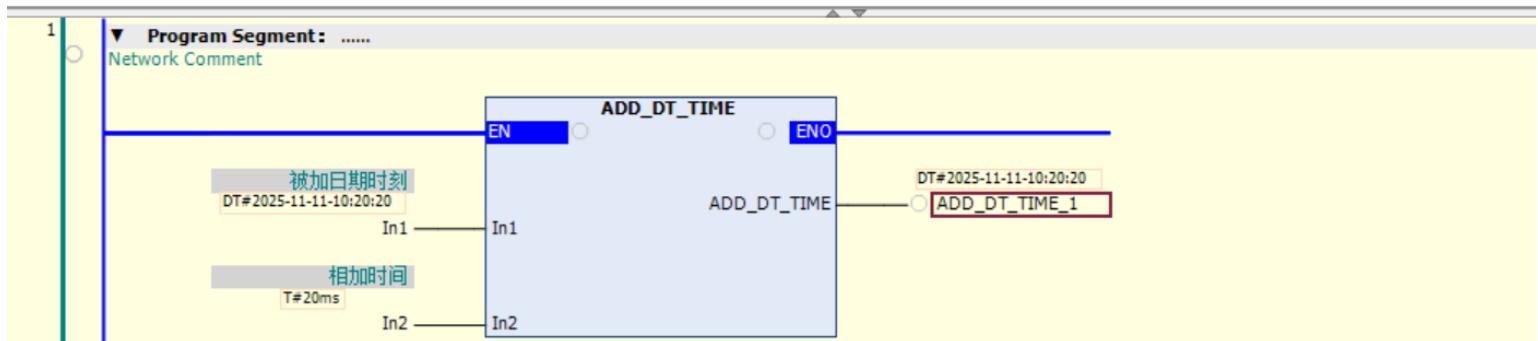 1
▼ Program Segment: ......
Network Comment
ADD_DT_TIME
EN ENO
被加日期时刻
DT#2025-11-11-10:20:20
DT#2025-11-11-10:20:20
ADD_DT_TIME ADD_DT_TIME_1
In1 In1
相加时间
T#20ms
In2 In2